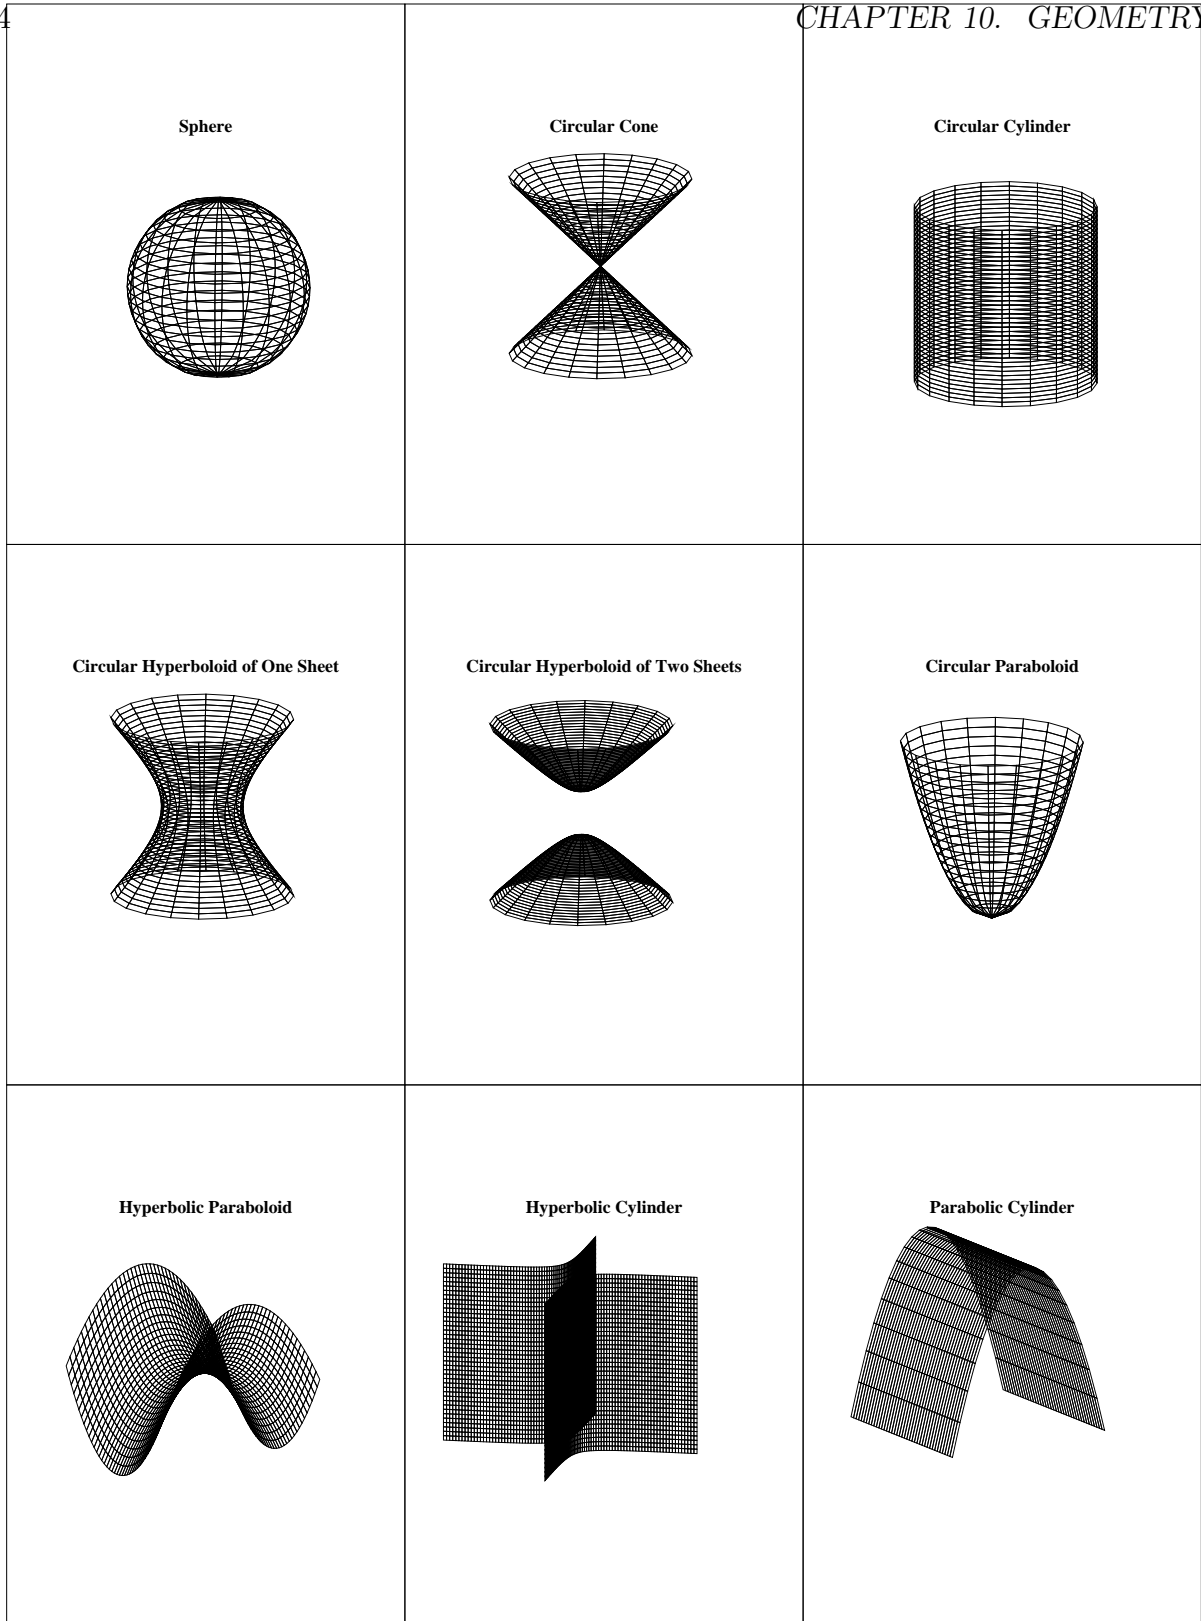 4 CHAPTER 10. GEOMETRY
Sphere
Circular Cone
Circular Cylinder
Circular Hyperboloid of One Sheet
Circular Hyperboloid of Two Sheets
Circular Paraboloid
Hyperbolic Paraboloid
Hyperbolic Cylinder
Parabolic Cylinder